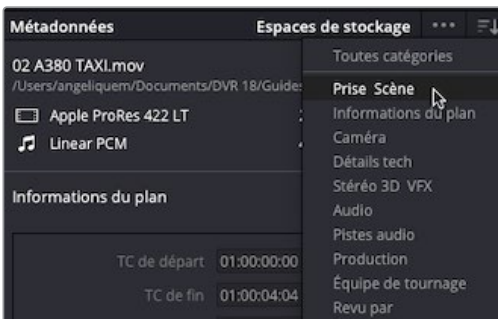 Métadonnées Espaces de stockage
02 A380 TAXI.mov
/Users/angeliquem/Documents/DVR 18/Guide
Apple ProRes 422 LT
Linear PCM
Informations du plan
TC de départ 01:00:00:00
TC de fin 01:00:04:04
Toutes catégories
Prise Scène
Informations du plan
Caméra
Détails tech
Stéréo 3D VFX
Audio
Pistes audio
Production
Équipe de tournage
Revu par